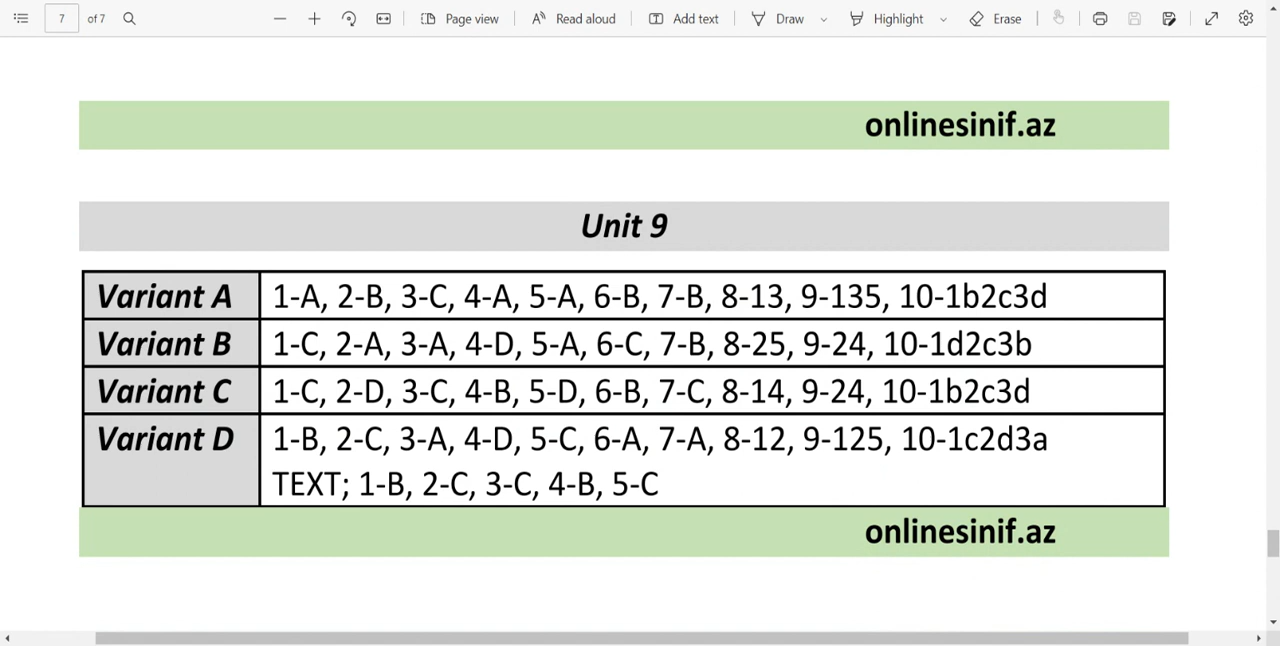 7 of 7 Page view Read aloud Add text Draw Highlight Erase
onlinesinif.az
Unit 9
Variant A 1-A, 2-B, 3-C, 4-A, 5-A, 6-B, 7-B, 8-13, 9-135, 10-1b2c3d
Variant B 1-C, 2-A, 3-A, 4-D, 5-A, 6-C, 7-B, 8-25, 9-24, 10-1d2c3b
Variant C 1-C, 2-D, 3-C, 4-B, 5-D, 6-B, 7-C, 8-14, 9-24, 10-1b2c3d
Variant D 1-B, 2-C, 3-A, 4-D, 5-C, 6-A, 7-A, 8-12, 9-125, 10-1c2d3a
TEXT; 1-B, 2-C, 3-C, 4-B, 5-C
onlinesinif.az